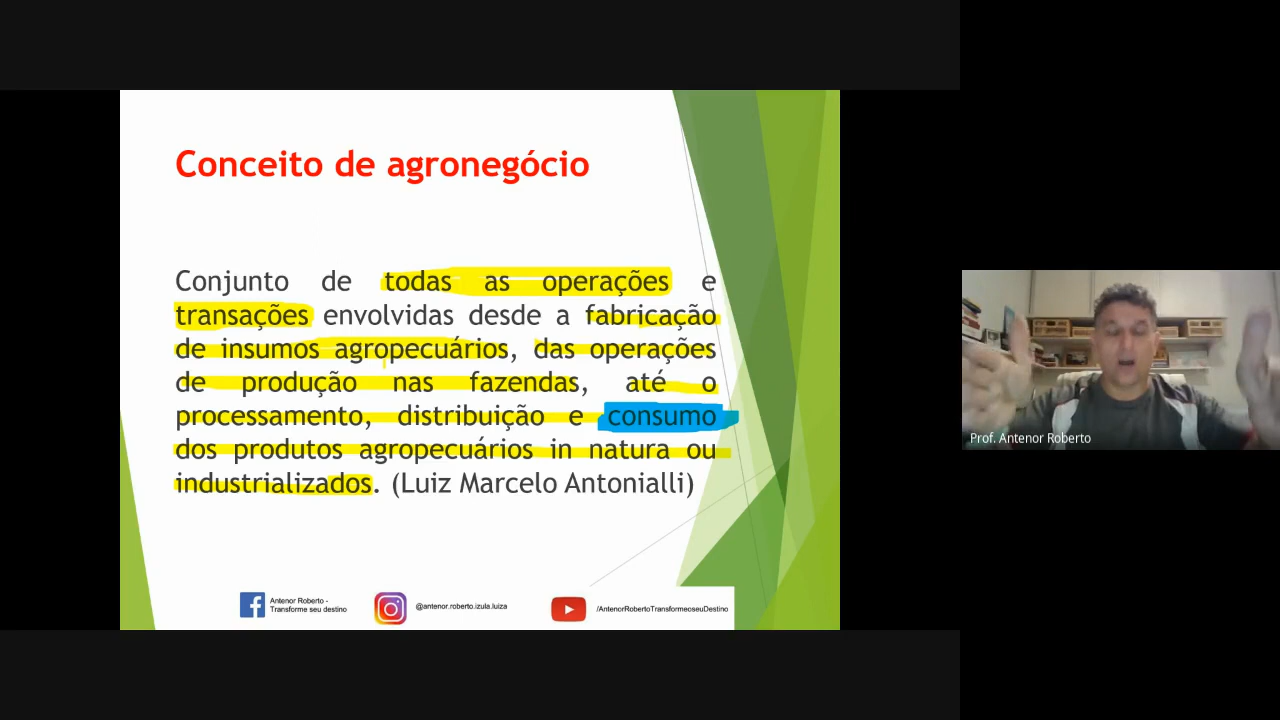 Conceito de agronegócio
Conjunto de todas as operações e
transações envolvidas desde a fabricação
de insumos agropecuários, das operações
de produção nas fazendas, até o
processamento, distribuição e consumo
dos produtos agropecuários in natura ou
industrializados. (Luiz Marcelo Antonialli)
Antenor Roberto -
Transforme seu destino
@antenor.roberto.izula.luiza
/AntenorRobertoTransformeoseuDestino
Prof. Antenor Roberto